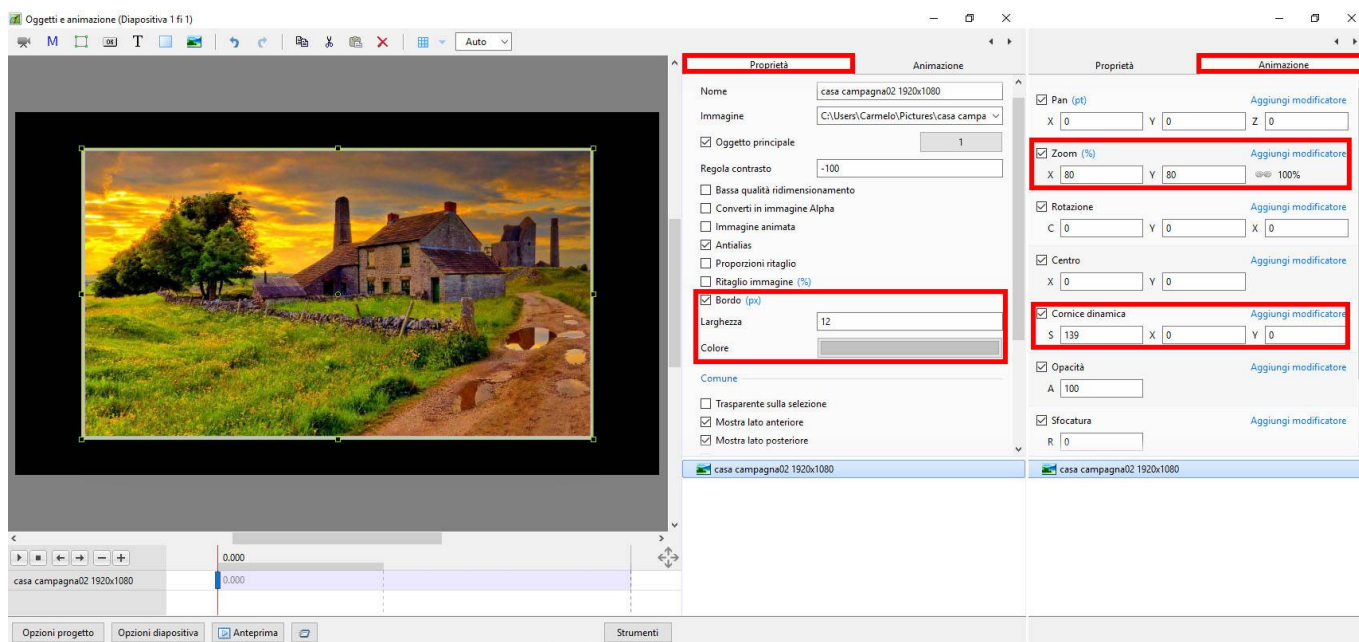 Oggetti e animazione (Diapositiva 1 fi 1)
M OK T Auto
Proprietà Animazione
Nome casa campagna02 1920x1080
Immagine C:\Users\Carmelo\Pictures\casa campa
Oggetto principale 1
Regola contrasto -100
Bassa qualità ridimensionamento
Converti in immagine Alpha
Immagine animata
Antialias
Proporzioni ritaglio
Ritaglio immagine (%)
Bordo (px)
Larghezza 12
Colore
Comune
Trasparente sulla selezione
Mostra lato anteriore
Mostra lato posteriore
casa campagna02 1920x1080
Proprietà Animazione
Pan (pt) Aggiungi modificatore
X 0 Y 0 Z 0
Zoom (%) Aggiungi modificatore
X 80 Y 80 100%
Rotazione Aggiungi modificatore
C 0 Y 0 X 0
Centro Aggiungi modificatore
X 0 Y 0
Cornice dinamica Aggiungi modificatore
S 139 X 0 Y 0
Opacità Aggiungi modificatore
A 100
Sfocatura Aggiungi modificatore
R 0
casa campagna02 1920x1080
0.000
casa campagna02 1920x1080 0.000
Opzioni progetto Opzioni diapositiva Anteprima Strumenti